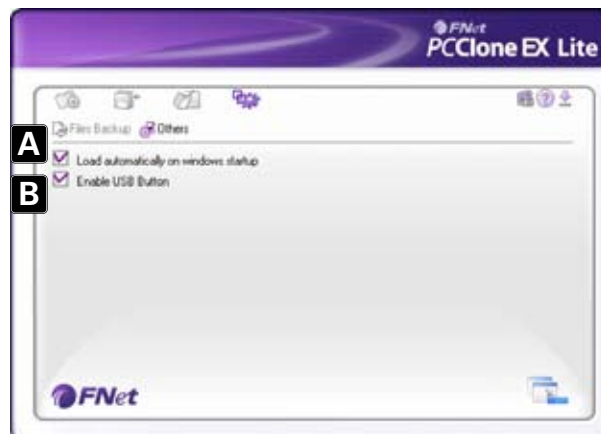 FNet
PCClone EX Lite
Files Backup Others
A
Load automatically on windows startup
B
Enable USB Button
FNet